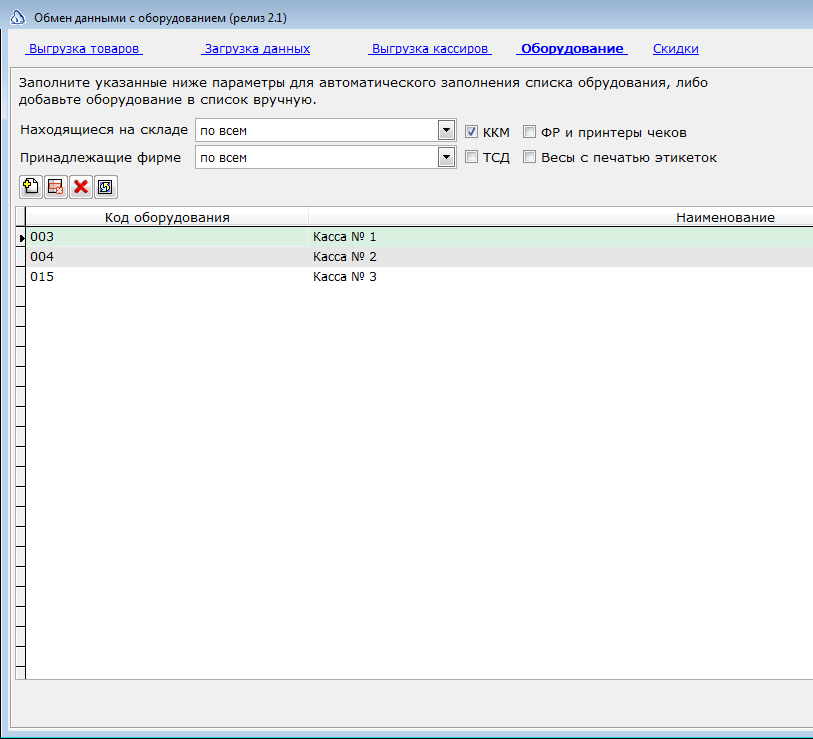 Обмен данными с оборудованием (релиз 2.1)
Выгрузка товаров Загрузка данных Выгрузка кассиров Оборудование Скидки
Заполните указанные ниже параметры для автоматического заполнения списка обрудования, либо
добавьте оборудование в список вручную.
Находящиеся на складе по всем ККМ ФР и принтеры чеков
Принадлежащие фирме по всем ТСД Весы с печатью этикеток
Код оборудования Наименование
003 Касса № 1
004 Касса № 2
015 Касса № 3